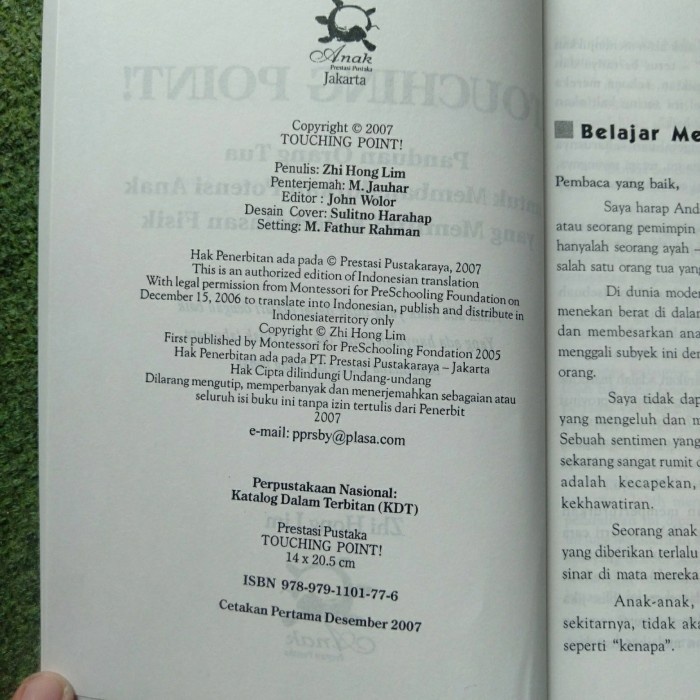 Anak
Prestasi Pustaka
Jakarta
Copyright © 2007
TOUCHING POINT!
Penulis: Zhi Hong Lim
Penterjemah: M. Jauhar
Editor : John Wolor
Desain Cover: Sulitno Harahap
Setting: M. Fathur Rahman
Hak Penerbitan ada pada © Prestasi Pustakaraya, 2007
This is an authorized edition of Indonesian translation
With legal permission from Montessori for PreSchooling Foundation on
December 15, 2006 to translate into Indonesian, publish and distribute in
Indonesiaterritory only
Copyright © Zhi Hong Lim
First published by Montessori for PreSchooling Fondation 2005
Hak Penerbitan ada pada PT. Prestasi Pustakaraya – Jakarta
Hak Cipta dilindungi Undang-undang
Dilarang mengutip, memperbanyak dan menerjemahkan sebagaian atau
seluruh isi buku ini tanpa izin tertulis dari Penerbit
2007
e-mail: pprsby@plasa.com
Perpustakaan Nasional:
Katalog Dalam Terbitan (KDT)
Prestasi Pustaka
TOUCHING POINT!
14 x 20.5 cm
ISBN 978-979-1101-77-6
Cetakan Pertama Desember 2007
Belajar Me
Pembaca yang baik,
Saya harap And
atau seorang pemimpin
hanyalah seorang ayah –
salah satu orang tua yang
Di dunia moder
menekan berat di dalam
dan membesarkan ana
menggali subyek ini den
orang.
Saya tidak dap
yang mengeluh dan m
Sebuah sentimen yang
sekarang sangat rumit
adalah kecapekan,
kekhawatiran.
Seorang anak
yang diberikan terlalu
sinar di mata mereka
Anak-anak,
sekitarnya, tidak aka
seperti “kenapa”.